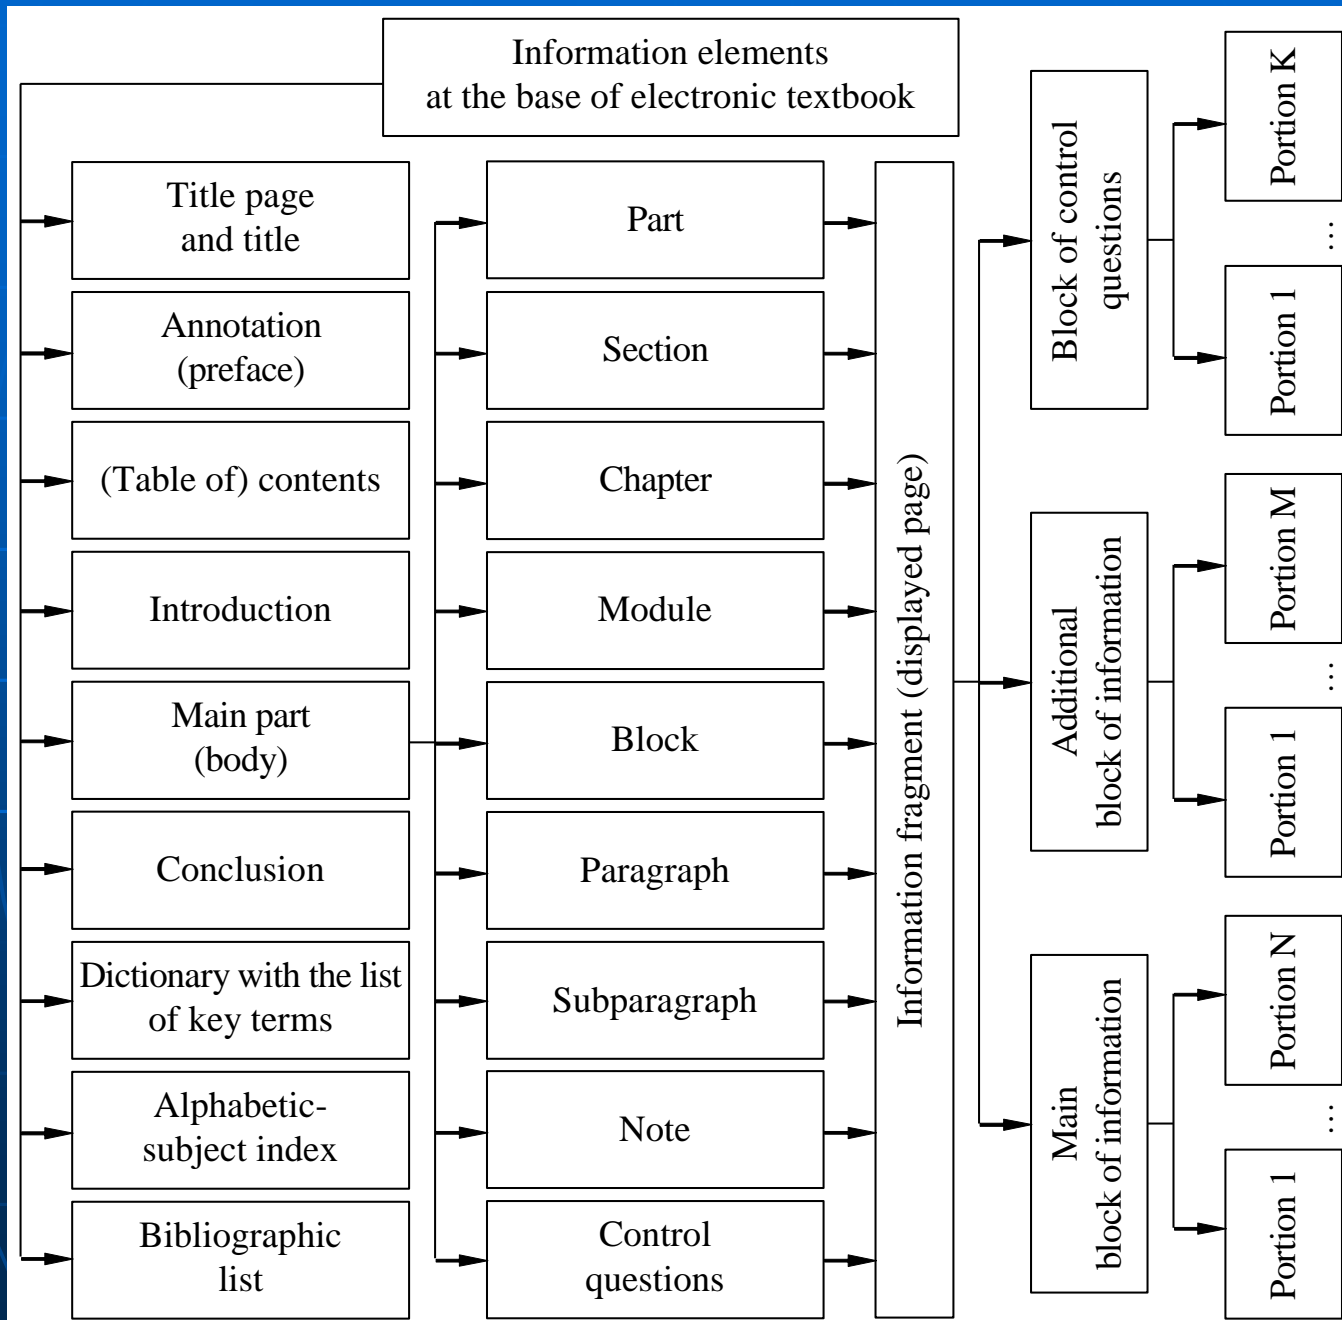 Information elements
at the base of electronic textbook
Title page
and title
Annotation
(preface)
(Table of) contents
Introduction
Main part
(body)
Conclusion
Dictionary with the list
of key terms
Alphabetic-
subject index
Bibliographic
list
Part
Section
Chapter
Module
Block
Paragraph
Subparagraph
Note
Control
questions
Information fragment (displayed page)
Block of control
questions
Additional
block of information
Main
block of information
Portion K
...
Portion 1
Portion M
...
Portion 1
Portion N
...
Portion 1